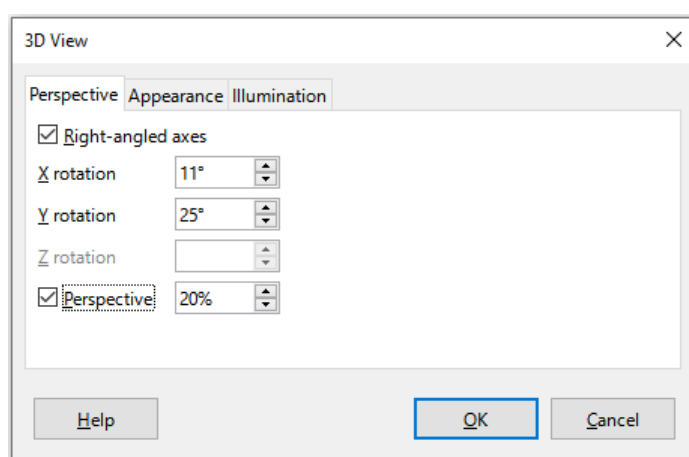 3D View
Perspective Appearance Illumination
Right-angled axes
X rotation 11°
Y rotation 25°
Z rotation
Perspective 20%
Help OK Cancel